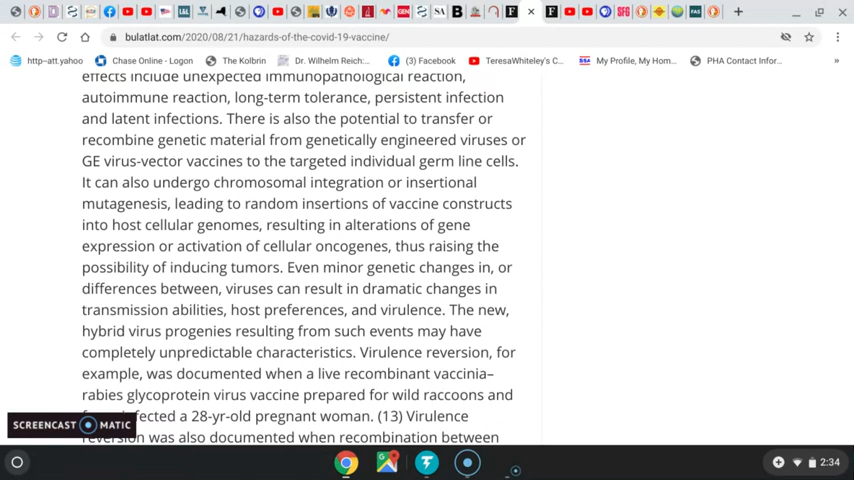 bulatlat.com/2020/08/21/hazards-of-the-covid-19-vaccine/
http--att.yahoo
Chase Online - Logon
The Kolbrin
Dr. Wilhelm Reich:...
(3) Facebook
TeresaWhiteley's C...
My Profile, My Hom...
PHA Contact Infor...
»
effects include unexpected immunopathological reaction,
autoimmune reaction, long-term tolerance, persistent infection
and latent infections. There is also the potential to transfer or
recombine genetic material from genetically engineered viruses or
GE virus-vector vaccines to the targeted individual germ line cells.
It can also undergo chromosomal integration or insertional
mutagenesis, leading to random insertions of vaccine constructs
into host cellular genomes, resulting in alterations of gene
expression or activation of cellular oncogenes, thus raising the
possibility of inducing tumors. Even minor genetic changes in, or
differences between, viruses can result in dramatic changes in
transmission abilities, host preferences, and virulence. The new,
hybrid virus progenies resulting from such events may have
completely unpredictable characteristics. Virulence reversion, for
example, was documented when a live recombinant vaccinia–
rabies glycoprotein virus vaccine prepared for wild raccoons and
infected a 28-yr-old pregnant woman. (13) Virulence
reversion was also documented when recombination between
SCREENCAST MATIC
2:34